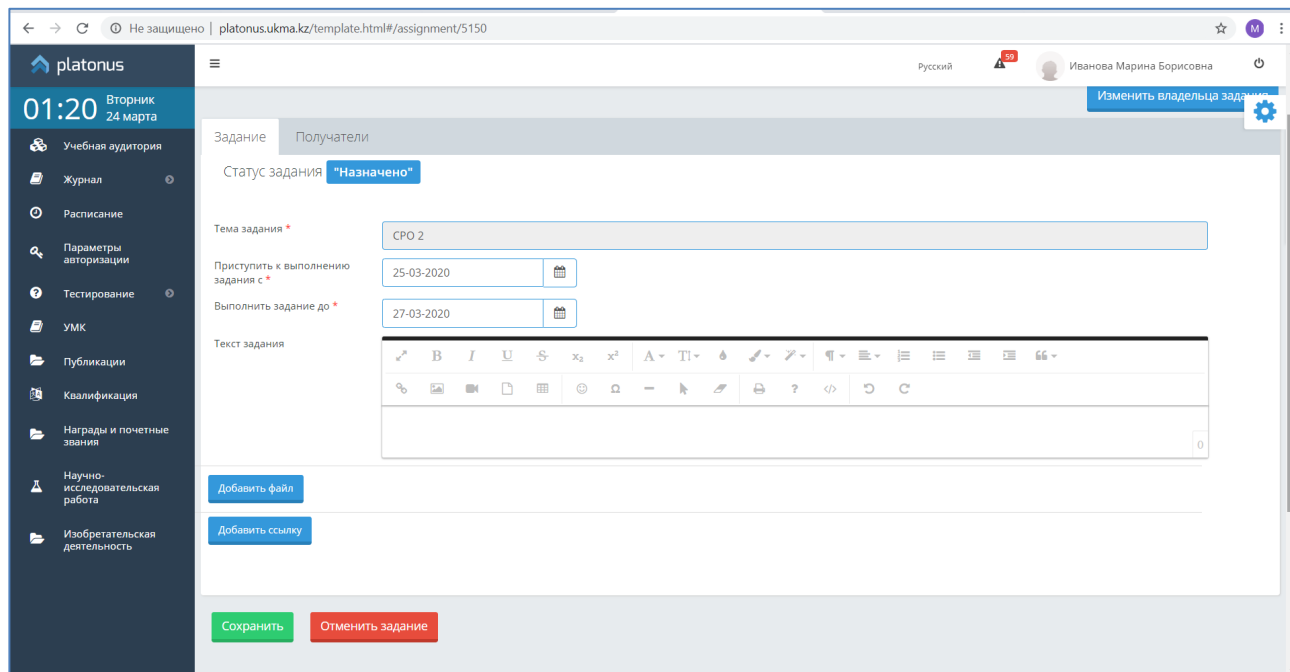 Не защищено | platonus.ukma.kz/template.html#/assignment/5150
M
platonus
Русский
59
Иванова Марина Борисовна
01:20
Вторник
24 марта
Изменить владельца задания
Учебная аудитория
Журнал
Расписание
Параметры
авторизации
Тестирование
УМК
Публикации
Квалификация
Награды и почетные
звания
Научно-
исследовательская
работа
Изобретательская
деятельность
Задание
Получатели
Статус задания "Назначено"
Тема задания *
СРО 2
Приступить к выполнению
задания с *
25-03-2020
Выполнить задание до *
27-03-2020
Текст задания
0
Добавить файл
Добавить ссылку
Сохранить
Отменить задание